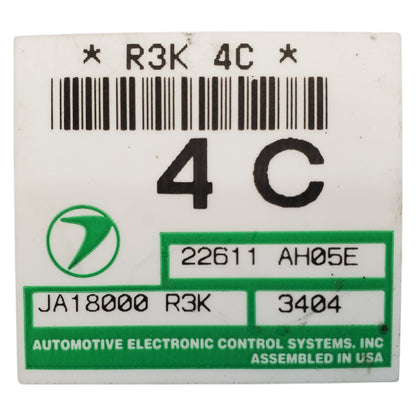 * R3K 4C *
4 C
22611 AH05E
JA18000 R3K 3404
AUTOMOTIVE ELECTRONIC CONTROL SYSTEMS. INC
ASSEMBLED IN USA